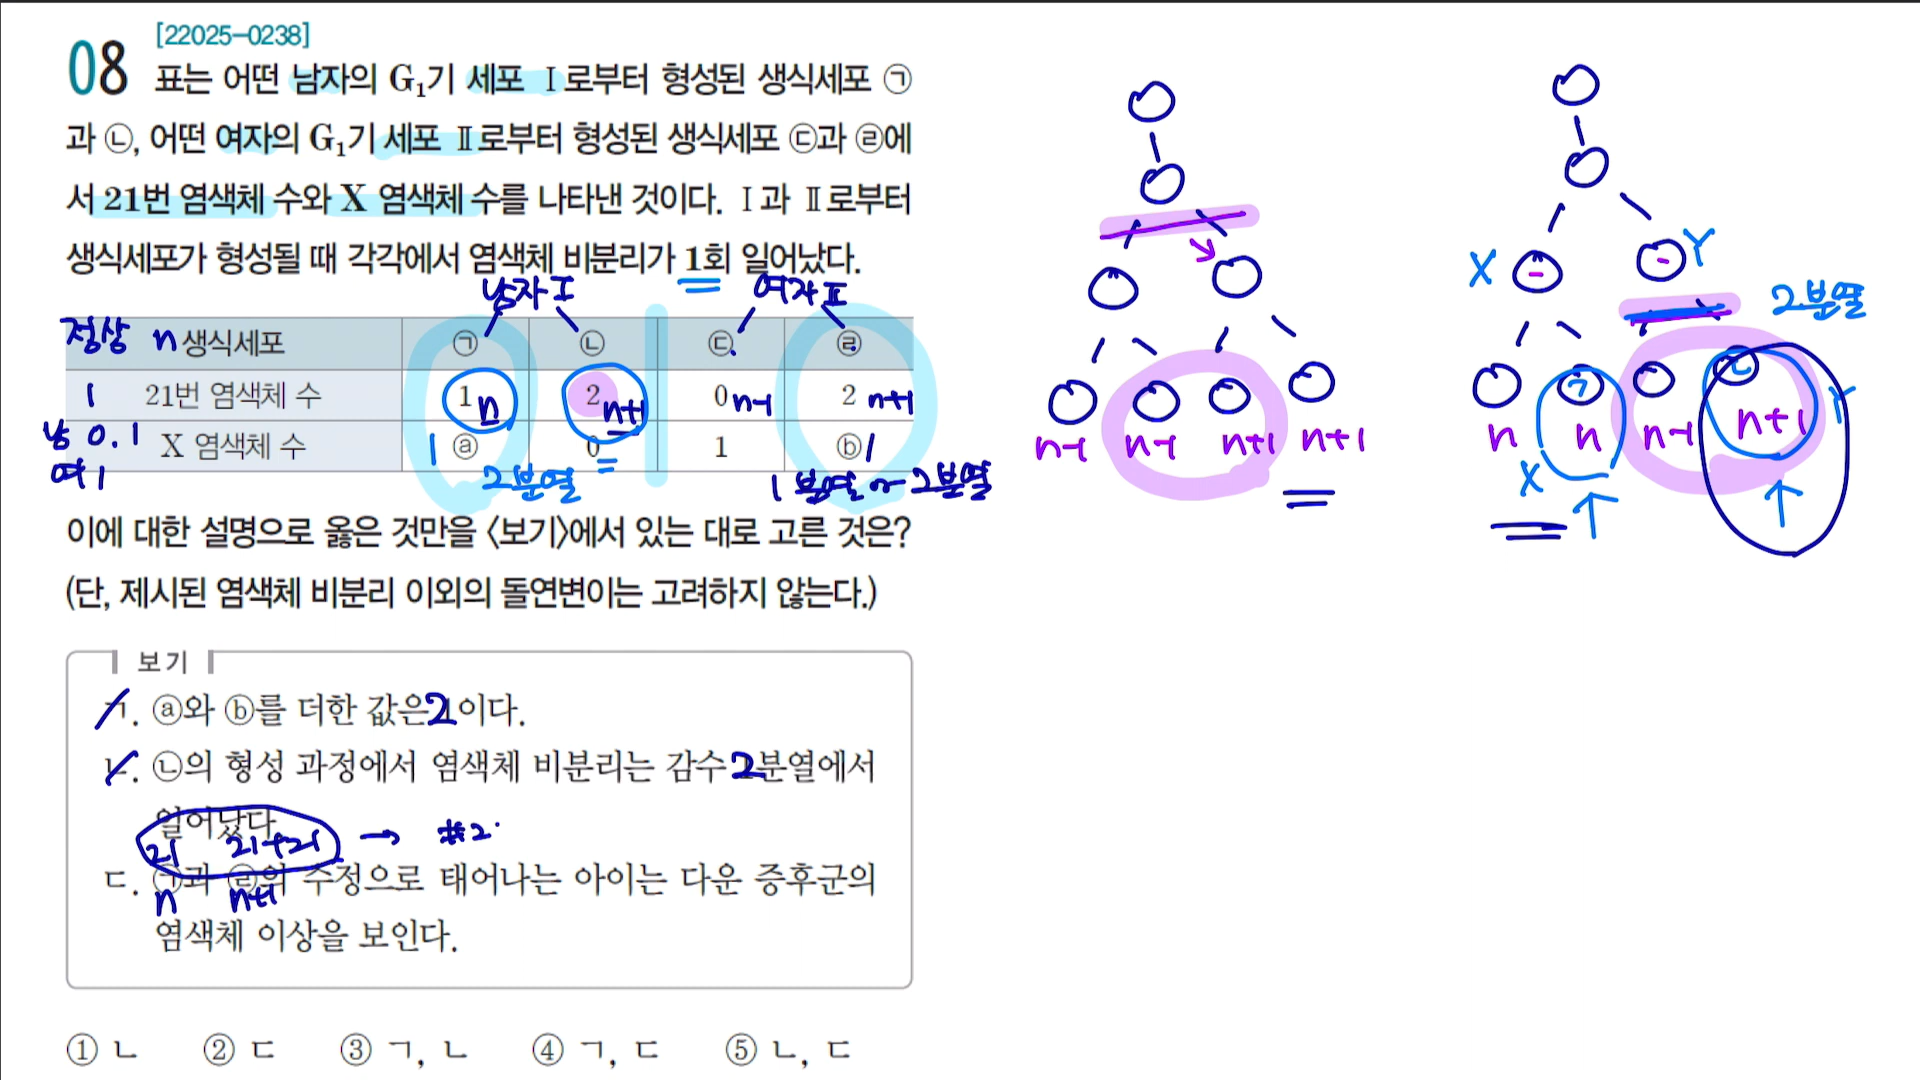 [22025-0238]
08 표는 어떤 남자의 G₁기 세포 Ⅰ로부터 형성된 생식세포 ㉠
과 ㉡, 어떤 여자의 G₁기 세포 Ⅱ로부터 형성된 생식세포 ㉢과 ㉣에
서 21번 염색체 수와 X 염색체 수를 나타낸 것이다. Ⅰ과 Ⅱ로부터
생식세포가 형성될 때 각각에서 염색체 비분리가 1회 일어났다.
남자 Ⅰ 여자 Ⅱ
정상 n 생식세포 ㉠ ㉡ ㉢ ㉣
1 21번 염색체 수 1 n 2 n+1 0 n-1 2 n+1
남 0.1 X 염색체 수 1 ⓐ 0 1 ⓑ 1
여 1 2분열 1분열 or 2분열
이에 대한 설명으로 옳은 것만을 <보기>에서 있는 대로 고른 것은?
(단, 제시된 염색체 비분리 이외의 돌연변이는 고려하지 않는다.)
보기
ㄱ. ⓐ와 ⓑ를 더한 값은 2이다.
ㄴ. ㉡의 형성 과정에서 염색체 비분리는 감수 2분열에서
일어났다.
21 21+21 → #2
ㄷ. ㉠과 ㉣의 수정으로 태어나는 아이는 다운 증후군의
n n+1
염색체 이상을 보인다.
① ㄴ ② ㄷ ③ ㄱ, ㄴ ④ ㄱ, ㄷ ⑤ ㄴ, ㄷ
n-1 n-1 n+1 n+1
X Y
2분열
ㄱ ㄴ Y
n n n-1 n+1
X